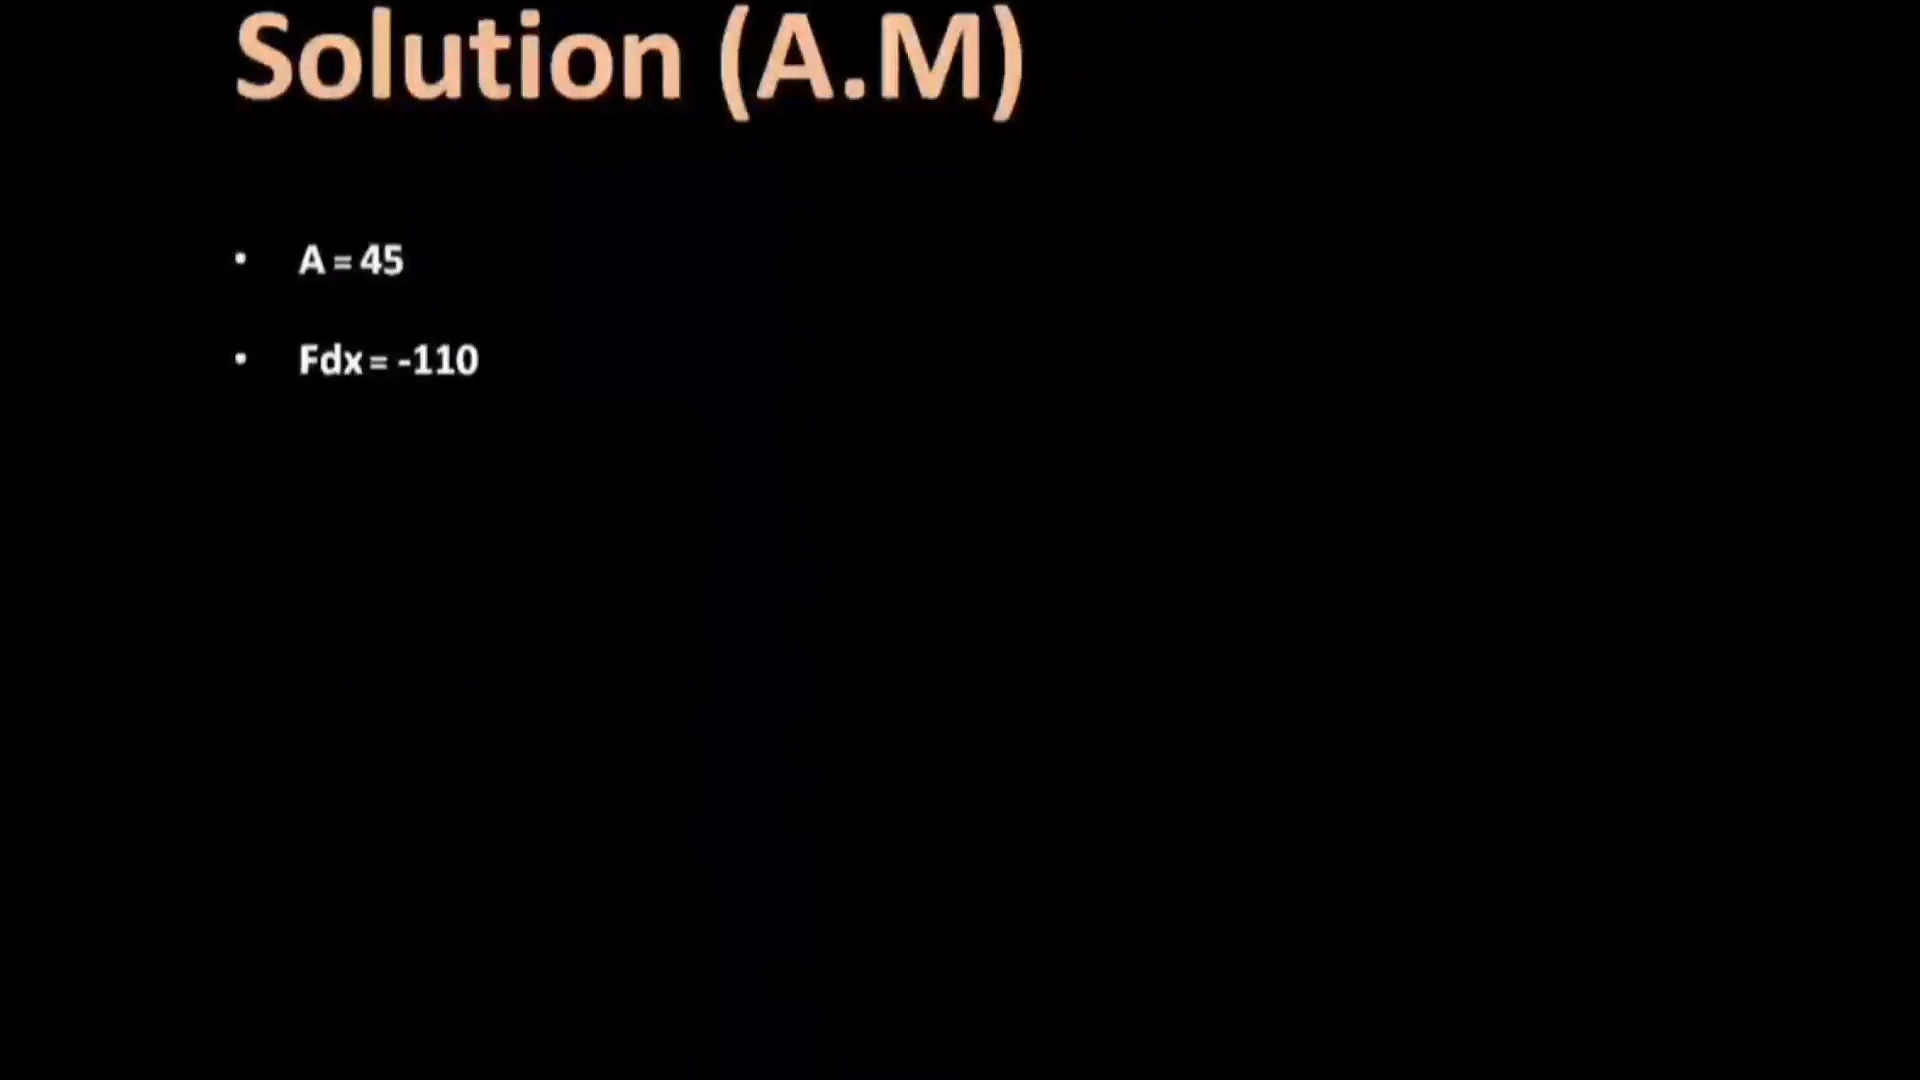 Solution (A.M)
• A = 45
• Fdx = -110